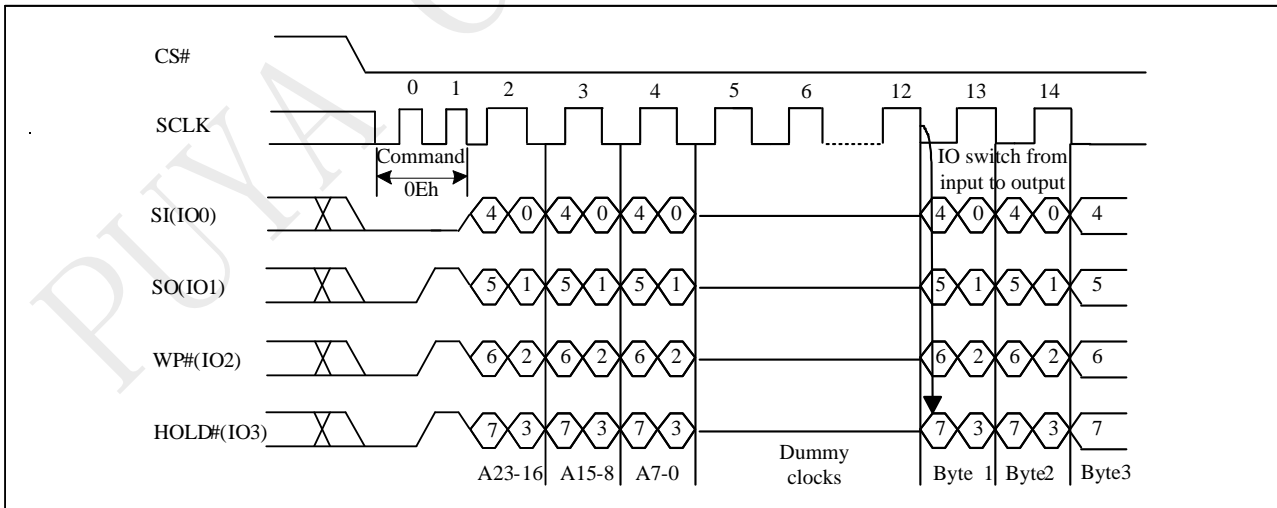 PUYA
CS#
0 1 2 3 4 5 6 12 13 14
SCLK
Command
0Eh
IO switch from
input to output
SI(IO0)
4 0 4 0 4 0 4 0 4 0 4
SO(IO1)
5 1 5 1 5 1 5 1 5 1 5
WP#(IO2)
6 2 6 2 6 2 6 2 6 2 6
HOLD#(IO3)
7 3 7 3 7 3 7 3 7 3 7
A23-16 A15-8 A7-0
Dummy
clocks
Byte 1 Byte2 Byte3